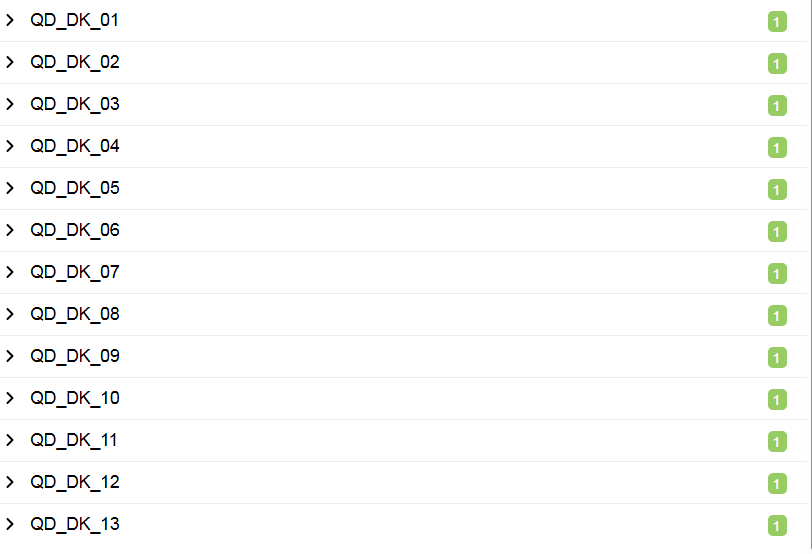 QD_DK_01 1
QD_DK_02 1
QD_DK_03 1
QD_DK_04 1
QD_DK_05 1
QD_DK_06 1
QD_DK_07 1
QD_DK_08 1
QD_DK_09 1
QD_DK_10 1
QD_DK_11 1
QD_DK_12 1
QD_DK_13 1